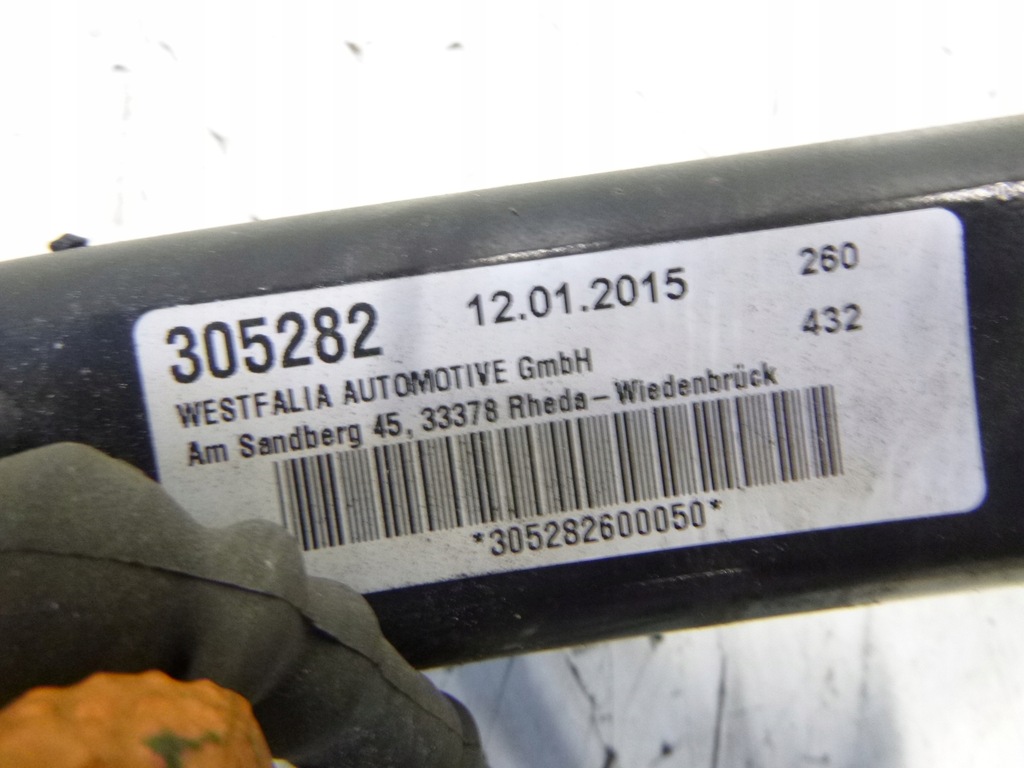 305282 12.01.2015 260
432
WESTFALIA AUTOMOTIVE GmbH
Am Sandberg 45, 33378 Rheda-Wiedenbrück
*305282600050*